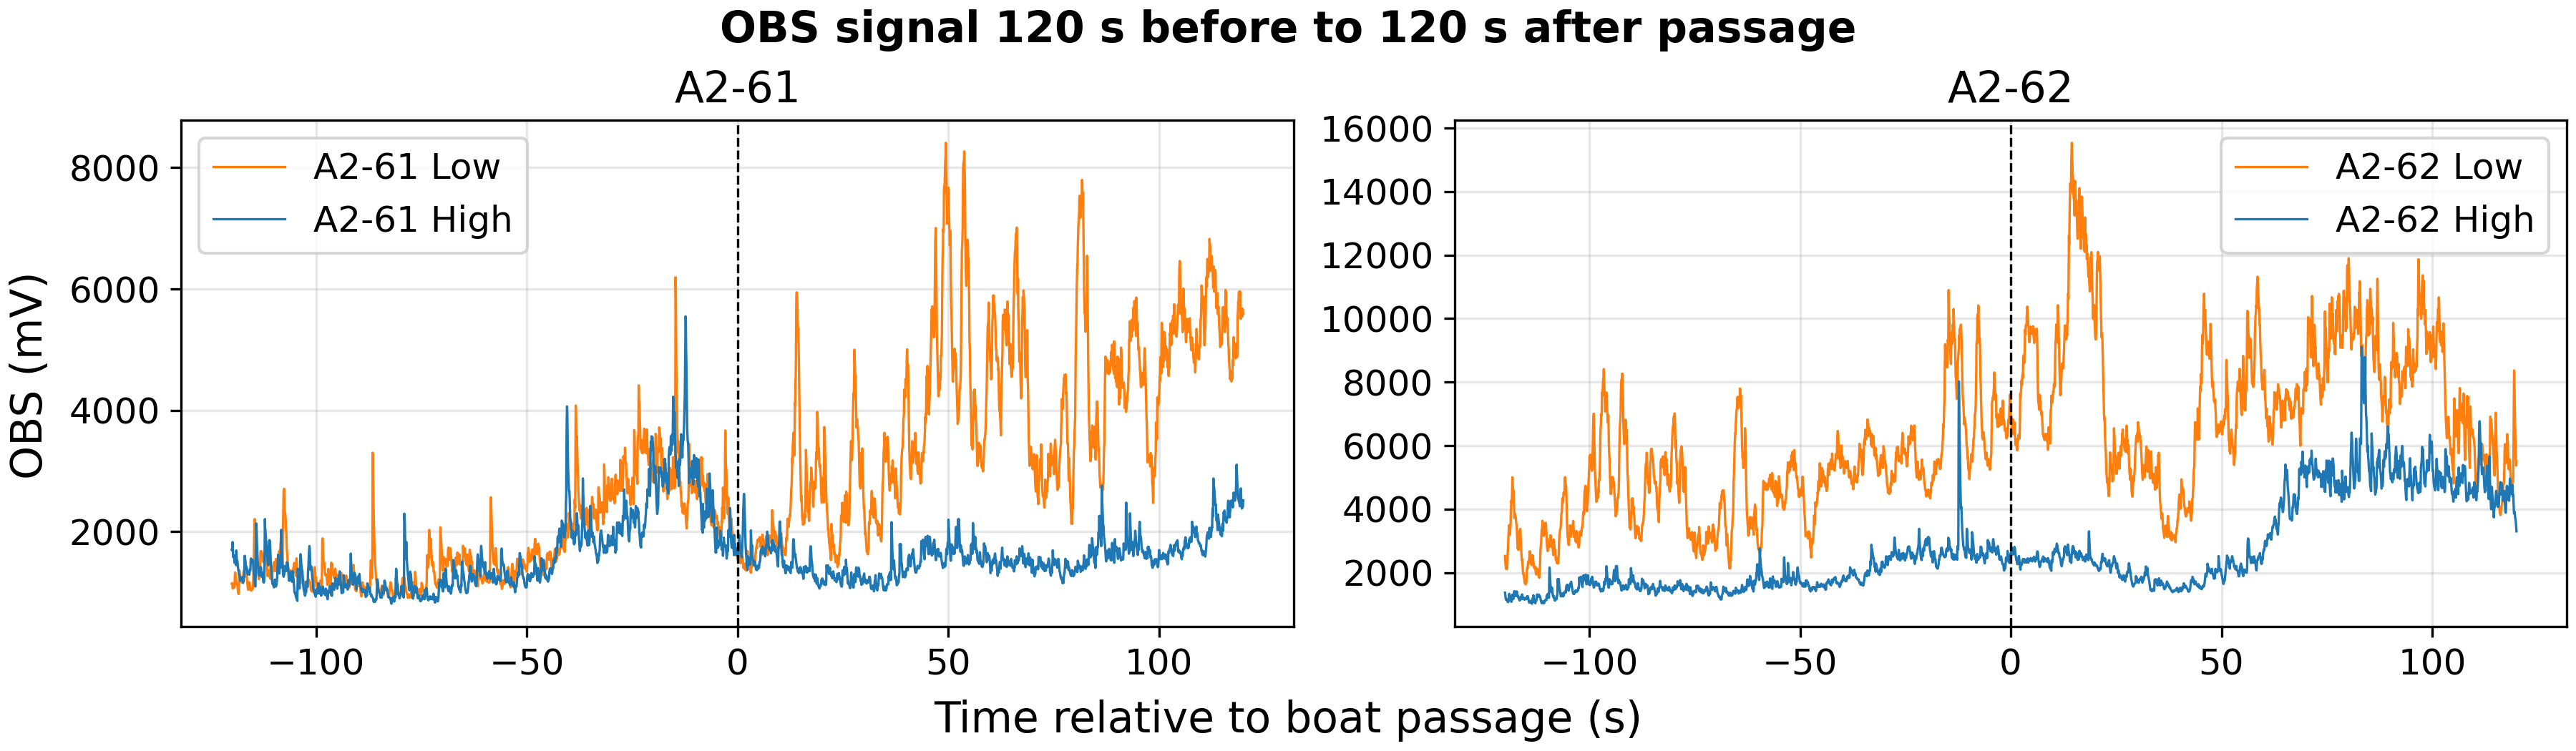 OBS signal 120 s before to 120 s after passage
A2-61
A2-61 Low
A2-61 High
8000
6000
4000
2000
OBS (mV)
−100
−50
0
50
100
A2-62
A2-62 Low
A2-62 High
16000
14000
12000
10000
8000
6000
4000
2000
−100
−50
0
50
100
Time relative to boat passage (s)